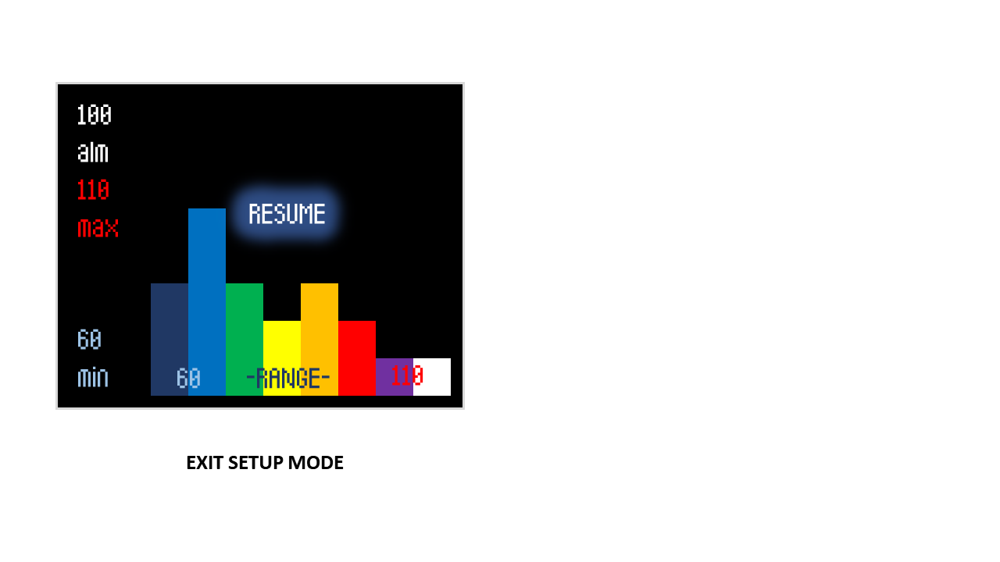 100
alm
110
max
RESUME
60
min
60 -RANGE- 110
EXIT SETUP MODE